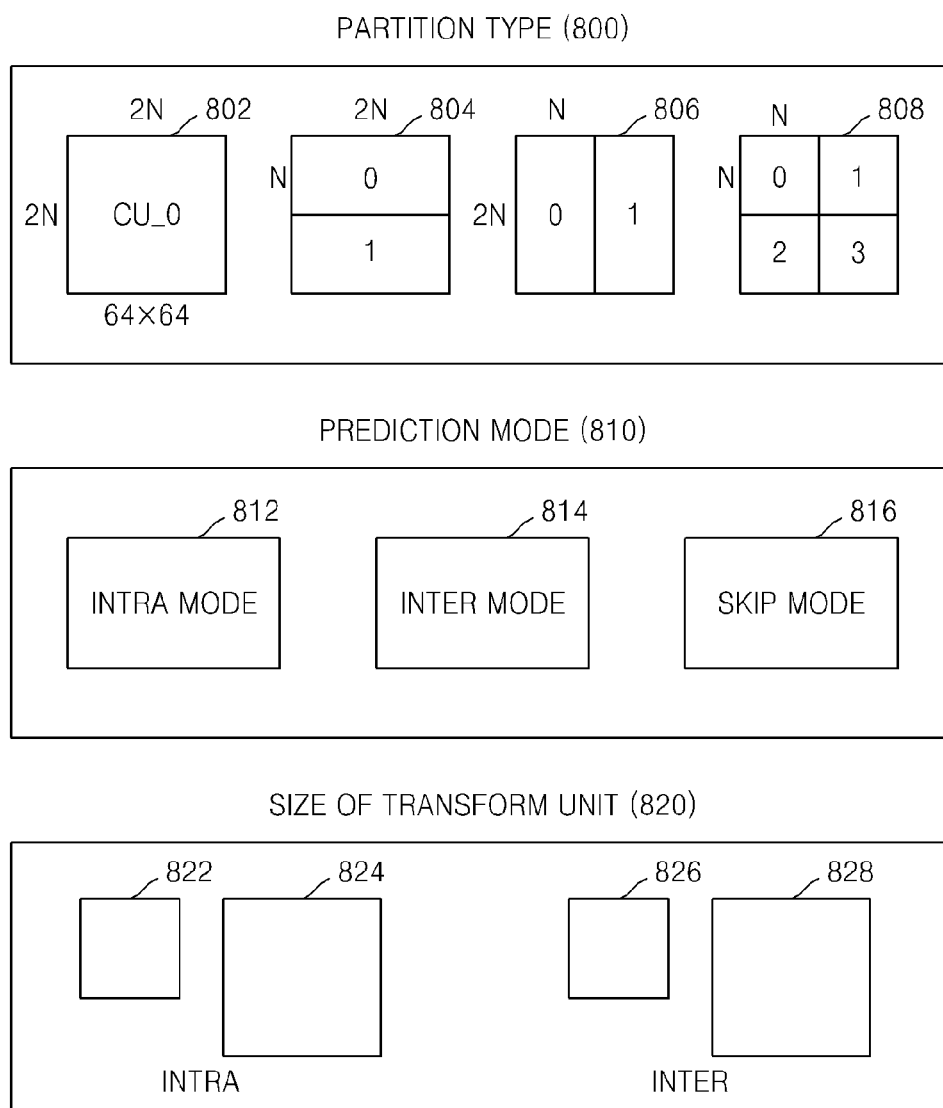 PARTITION TYPE (800)
2N 802 2N 804 N 806 N 808
2N CU_0 N 0 1 2N 0 1 N 0 1 2 3
64×64
PREDICTION MODE (810)
812 814 816
INTRA MODE INTER MODE SKIP MODE
SIZE OF TRANSFORM UNIT (820)
822 824 826 828
INTRA INTER